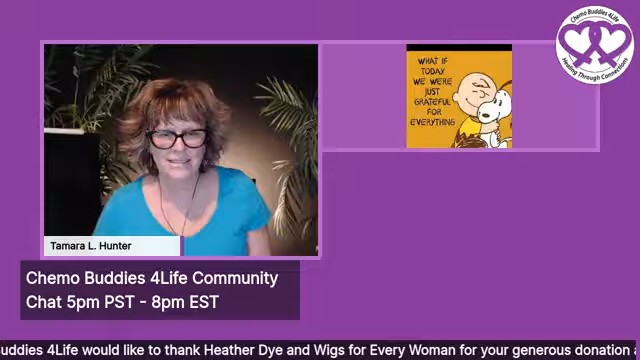 Chemo Buddies 4Life
Healing Through Connections
WHAT IF
TODAY
WE WERE
JUST
GRATEFUL
FOR
EVERYTHING
Tamara L. Hunter
Chemo Buddies 4Life Community
Chat 5pm PST - 8pm EST
Buddies 4Life would like to thank Heather Dye and Wigs for Every Woman for your generous donation